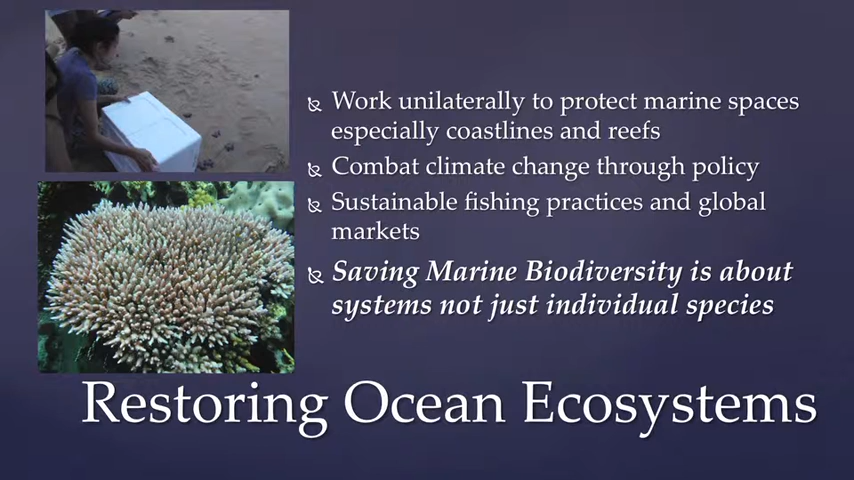 Work unilaterally to protect marine spaces
especially coastlines and reefs
Combat climate change through policy
Sustainable fishing practices and global
markets
Saving Marine Biodiversity is about
systems not just individual species
Restoring Ocean Ecosystems